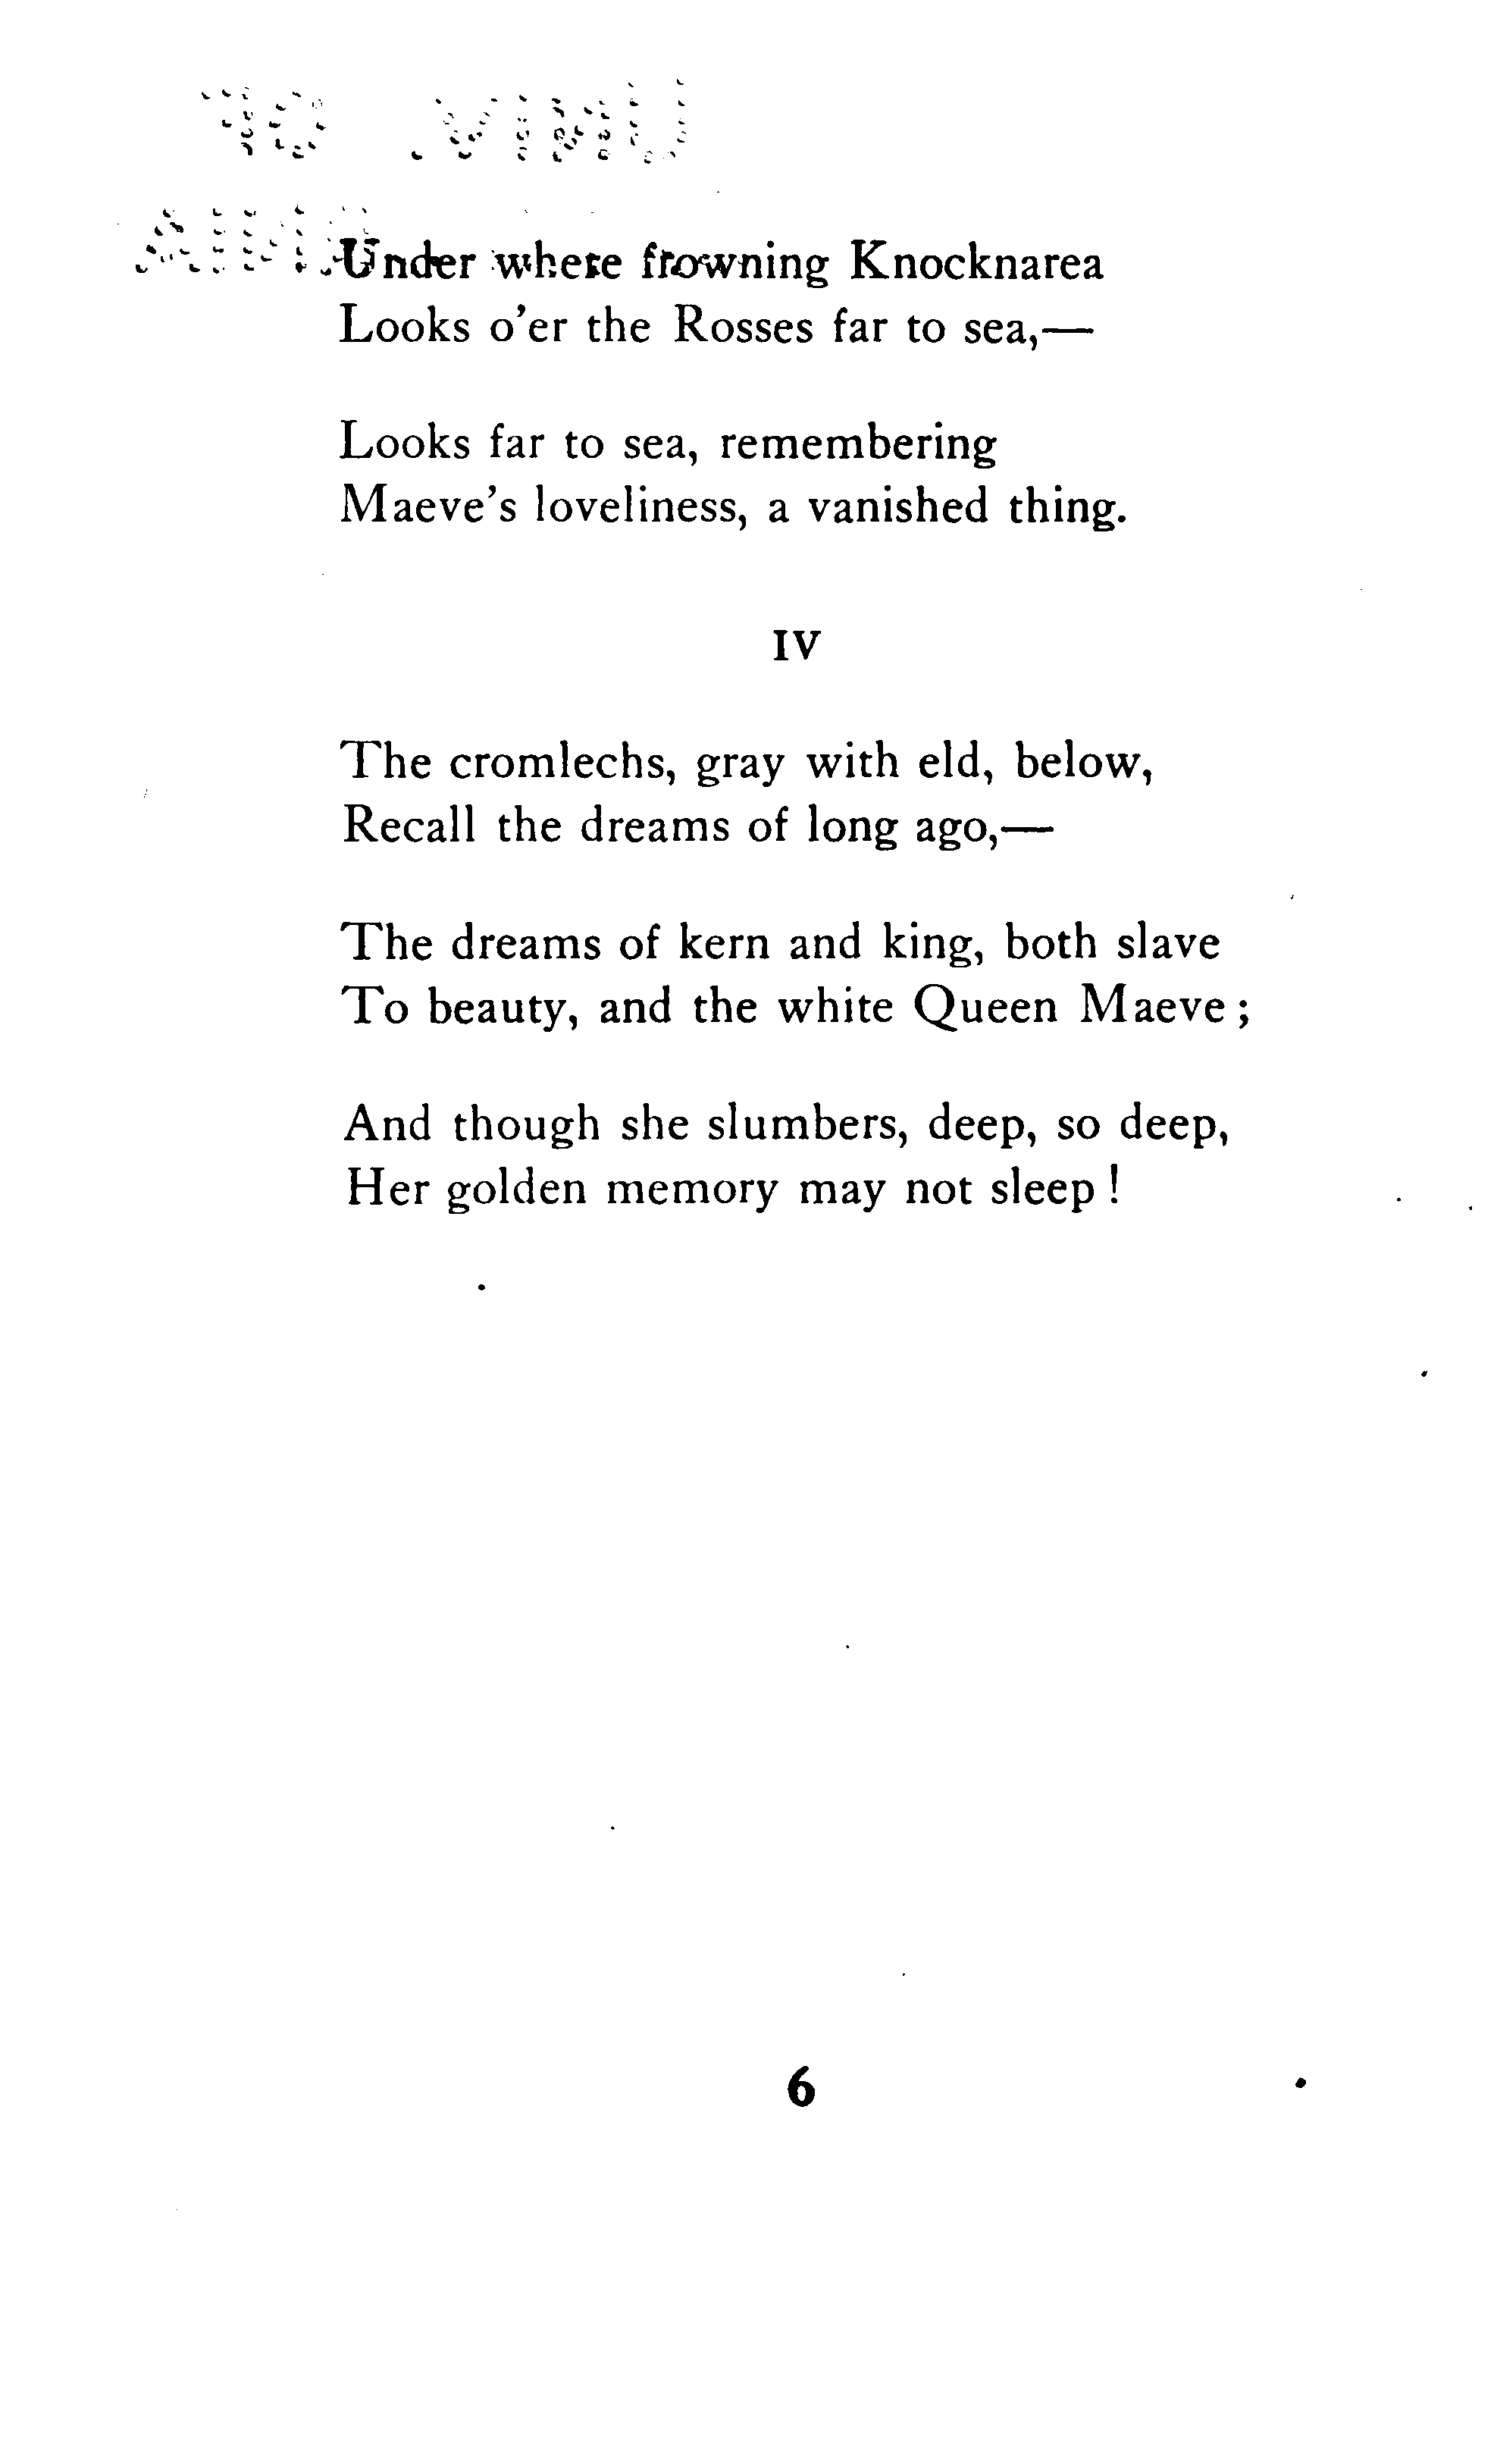 Under where frowning Knocknarea
Looks o'er the Rosses far to sea,—
Looks far to sea, remembering
Maeve's loveliness, a vanished thing.
IV
The cromlechs, gray with eld, below,
Recall the dreams of long ago,—
The dreams of kern and king, both slave
To beauty, and the white Queen Maeve;
And though she slumbers, deep, so deep,
Her golden memory may not sleep!
6